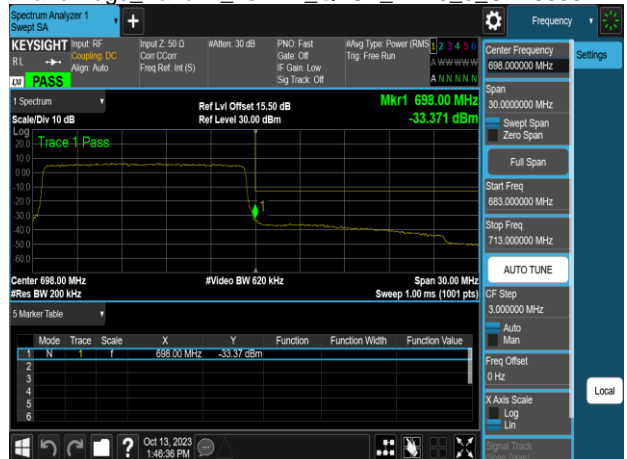 Spectrum Analyzer 1
Swept SA
Frequency
KEYSIGHT
Input: RF
Input Z: 50 Ω
#Atten: 30 dB
PNO: Fast
#Avg Type: Power (RMS
1 2 3 4 5 6
RL
Coupling: DC
Corr CCorr
Gate: Off
Trig: Free Run
Align: Auto
Freq Ref: Int (S)
IF Gain: Low
Sig Track: Off
A WWWWW
A N N N N N
LXI
PASS
1 Spectrum
Scale/Div 10 dB
Ref Lvl Offset 15.50 dB
Ref Level 30.00 dBm
Mkr1 698.00 MHz
-33.371 dBm
Log
Trace 1 Pass
20.0
10.0
0.00
-10.0
-20.0
-30.0
-40.0
-50.0
-60.0
1
Center 698.00 MHz
#Video BW 620 kHz
Span 30.00 MHz
#Res BW 200 kHz
Sweep 1.00 ms (1001 pts)
5 Marker Table
Mode Trace Scale X Y Function Function Width Function Value
1 N 1 f 698.00 MHz -33.37 dBm
2
3
4
5
6
Oct 13, 2023
1:46:36 PM
Center Frequency
698.000000 MHz
Settings
Span
30.0000000 MHz
Swept Span
Zero Span
Full Span
Start Freq
683.000000 MHz
Stop Freq
713.000000 MHz
AUTO TUNE
CF Step
3.000000 MHz
Auto
Man
Freq Offset
0 Hz
Local
X Axis Scale
Log
Lin
Signal Track
(Span Zoom)